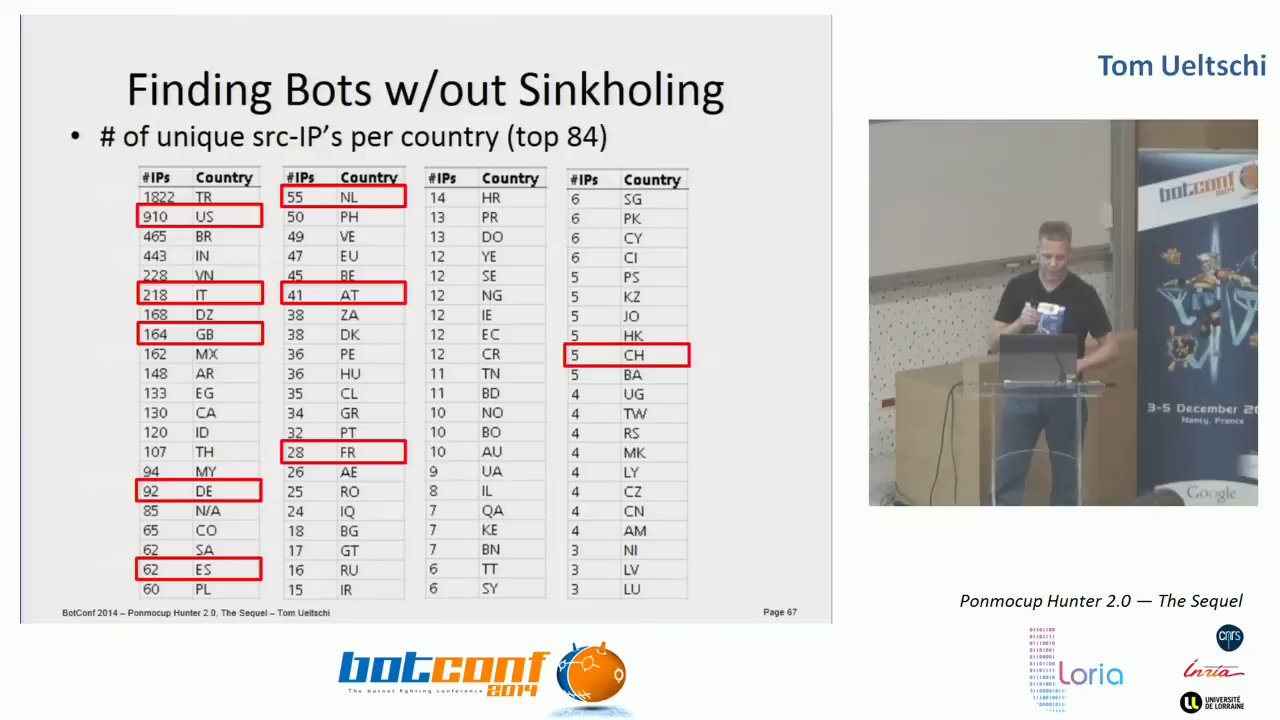 Tom Ueltschi
Finding Bots w/out Sinkholing
• # of unique src-IP's per country (top 84)
#IPs Country #IPs Country #IPs Country #IPs Country
1822 TR 55 NL 14 HR 6 SG
910 US 50 PH 13 PR 6 PK
465 BR 49 VE 13 DO 6 CY
443 IN 47 EU 12 YE 6 CI
228 VN 45 BE 12 SE 5 PS
218 IT 41 AT 12 NG 5 KZ
168 DZ 38 ZA 12 IE 5 JO
164 GB 38 DK 12 EC 5 HK
162 MX 36 PE 12 CR 5 CH
148 AR 36 HU 11 TN 5 BA
133 EG 35 CL 11 BD 4 UG
130 CA 34 GR 10 NO 4 TW
120 ID 32 PT 10 BO 4 RS
107 TH 28 FR 10 AU 4 MK
94 MY 26 AE 9 UA 4 LY
92 DE 25 RO 8 IL 4 CZ
85 N/A 24 IQ 7 QA 4 CN
65 CO 18 BG 7 KE 4 AM
62 SA 17 GT 7 BN 3 NI
62 ES 16 RU 6 TT 3 LV
60 PL 15 IR 6 SY 3 LU
BotConf 2014 – Ponmocup Hunter 2.0, The Sequel – Tom Ueltschi
Page 67
botconf
2014
3-5 December 20
Nancy, France
Google
Ponmocup Hunter 2.0 — The Sequel
botconf
The botnet fighting conference 2014
Loria
cnrs
Inria
UNIVERSITÉ
DE LORRAINE